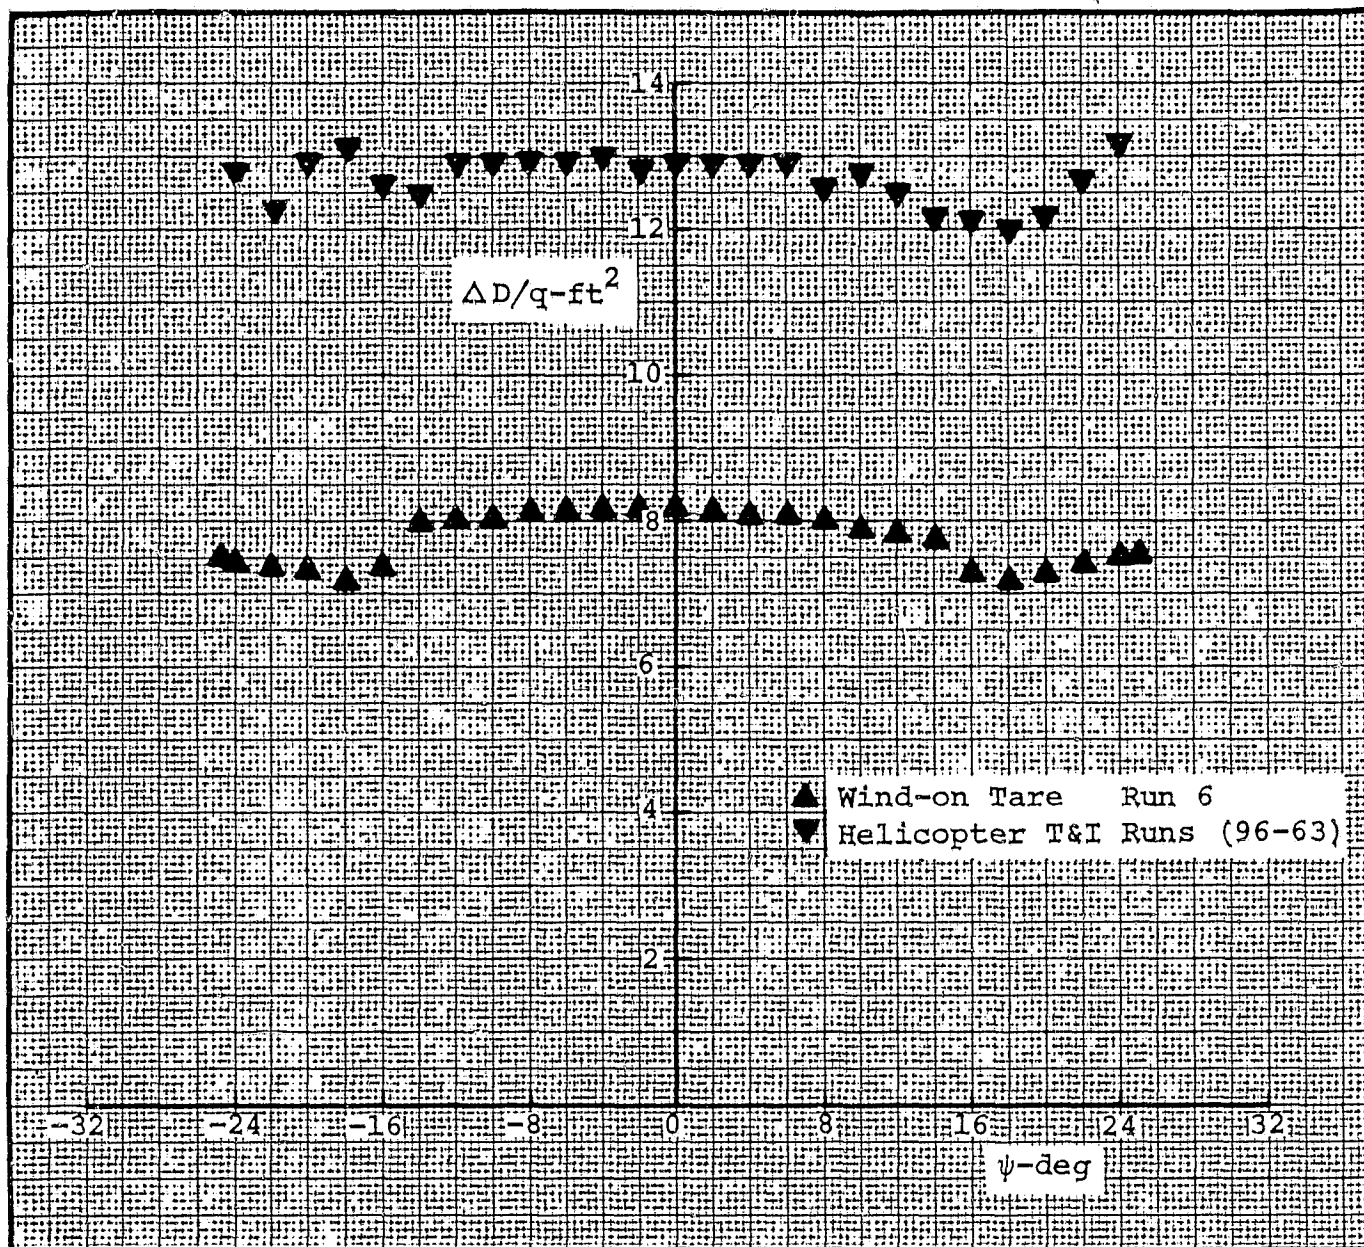 14
12
ΔD/q-ft²
10
8
6
▲ Wind-on Tare Run 6
4
▼ Helicopter T&I Runs (96-63)
2
-32 -24 -16 -8 0 8 16 24 32
ψ-deg